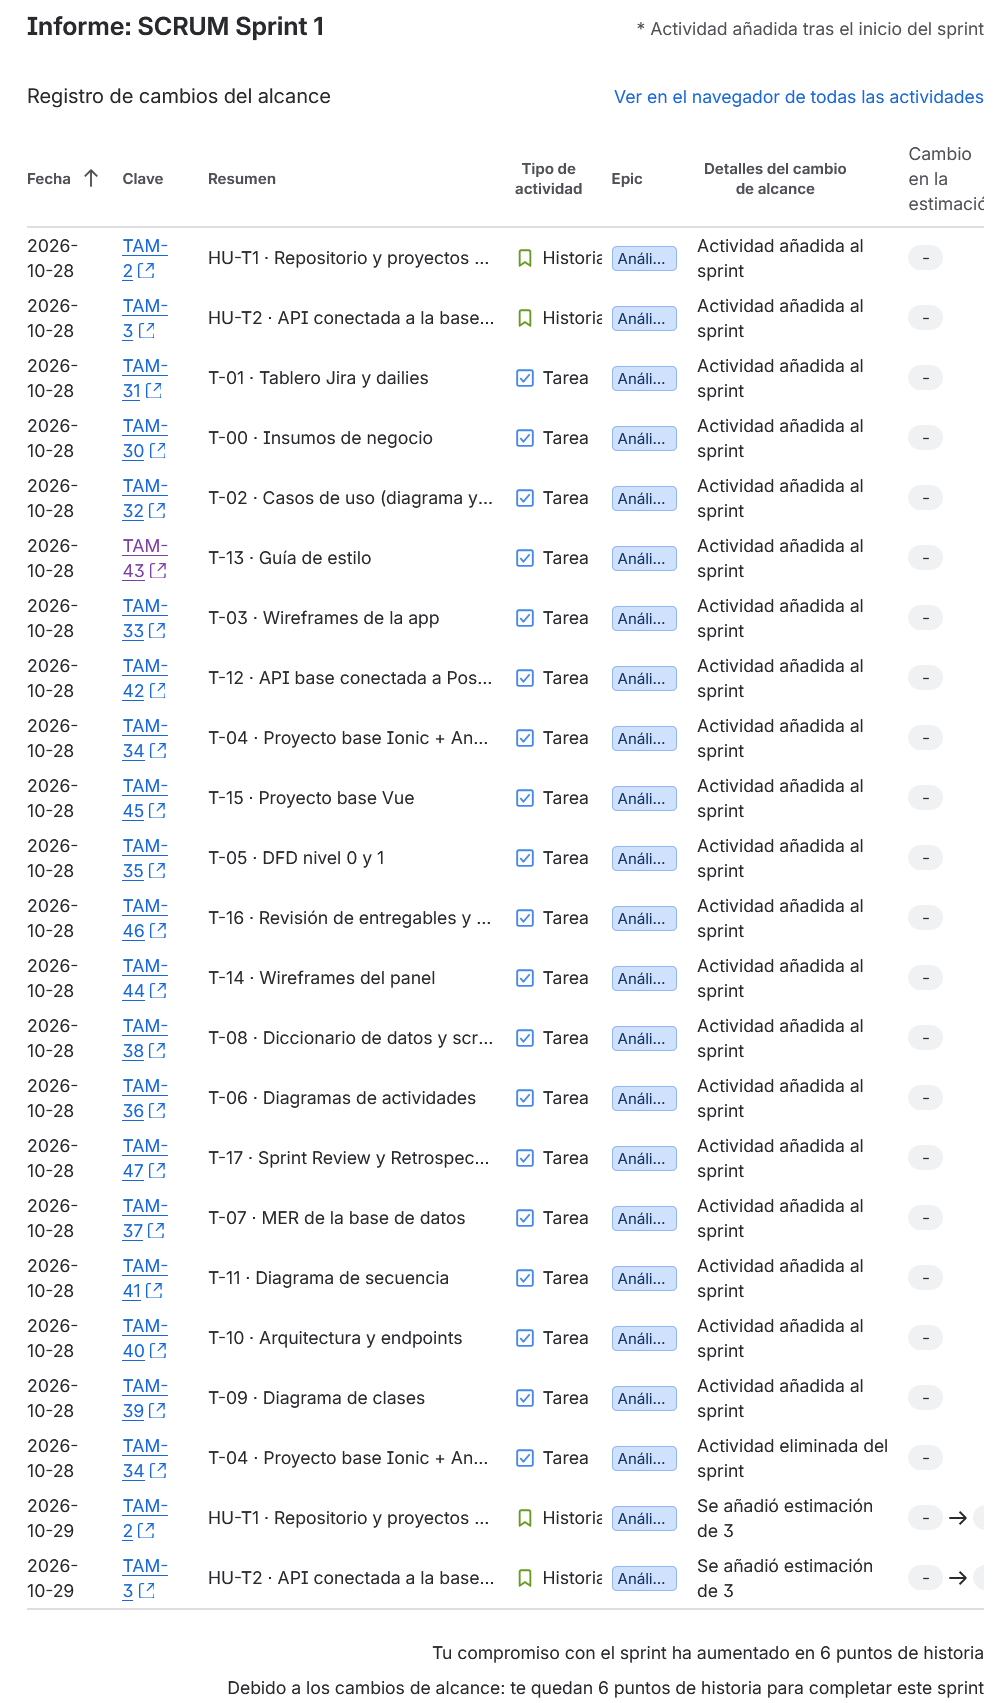 Informe: SCRUM Sprint 1
* Actividad añadida tras el inicio del sprint
Registro de cambios del alcance
Ver en el navegador de todas las actividades
Fecha ↑ Clave Resumen Tipo de actividad Epic Detalles del cambio de alcance Cambio en la estimació
2026-10-28 TAM-2 HU-T1 · Repositorio y proyectos ... Historia Análi... Actividad añadida al sprint -
2026-10-28 TAM-3 HU-T2 · API conectada a la base... Historia Análi... Actividad añadida al sprint -
2026-10-28 TAM-31 T-01 · Tablero Jira y dailies Tarea Análi... Actividad añadida al sprint -
2026-10-28 TAM-30 T-00 · Insumos de negocio Tarea Análi... Actividad añadida al sprint -
2026-10-28 TAM-32 T-02 · Casos de uso (diagrama y... Tarea Análi... Actividad añadida al sprint -
2026-10-28 TAM-43 T-13 · Guía de estilo Tarea Análi... Actividad añadida al sprint -
2026-10-28 TAM-33 T-03 · Wireframes de la app Tarea Análi... Actividad añadida al sprint -
2026-10-28 TAM-42 T-12 · API base conectada a Pos... Tarea Análi... Actividad añadida al sprint -
2026-10-28 TAM-34 T-04 · Proyecto base Ionic + An... Tarea Análi... Actividad añadida al sprint -
2026-10-28 TAM-45 T-15 · Proyecto base Vue Tarea Análi... Actividad añadida al sprint -
2026-10-28 TAM-35 T-05 · DFD nivel 0 y 1 Tarea Análi... Actividad añadida al sprint -
2026-10-28 TAM-46 T-16 · Revisión de entregables y ... Tarea Análi... Actividad añadida al sprint -
2026-10-28 TAM-44 T-14 · Wireframes del panel Tarea Análi... Actividad añadida al sprint -
2026-10-28 TAM-38 T-08 · Diccionario de datos y scr... Tarea Análi... Actividad añadida al sprint -
2026-10-28 TAM-36 T-06 · Diagramas de actividades Tarea Análi... Actividad añadida al sprint -
2026-10-28 TAM-47 T-17 · Sprint Review y Retrospec... Tarea Análi... Actividad añadida al sprint -
2026-10-28 TAM-37 T-07 · MER de la base de datos Tarea Análi... Actividad añadida al sprint -
2026-10-28 TAM-41 T-11 · Diagrama de secuencia Tarea Análi... Actividad añadida al sprint -
2026-10-28 TAM-40 T-10 · Arquitectura y endpoints Tarea Análi... Actividad añadida al sprint -
2026-10-28 TAM-39 T-09 · Diagrama de clases Tarea Análi... Actividad añadida al sprint -
2026-10-28 TAM-34 T-04 · Proyecto base Ionic + An... Tarea Análi... Actividad eliminada del sprint -
2026-10-29 TAM-2 HU-T1 · Repositorio y proyectos ... Historia Análi... Se añadió estimación de 3 - →
2026-10-29 TAM-3 HU-T2 · API conectada a la base... Historia Análi... Se añadió estimación de 3 - →
Tu compromiso con el sprint ha aumentado en 6 puntos de historia
Debido a los cambios de alcance: te quedan 6 puntos de historia para completar este sprint